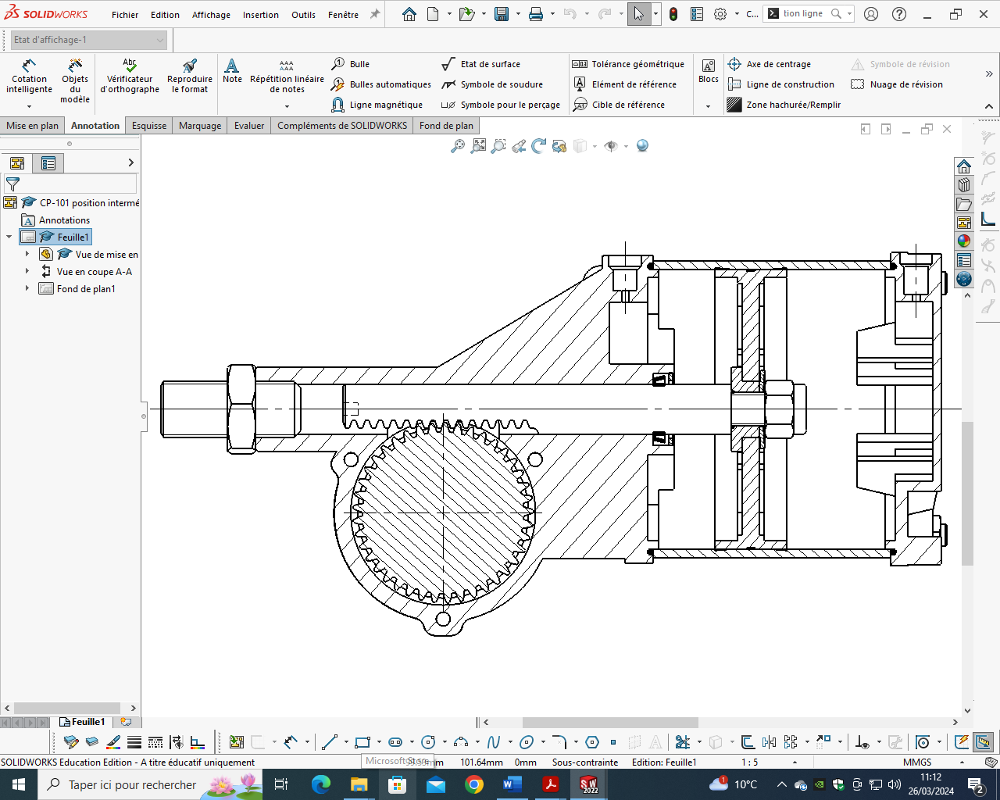 SOLIDWORKS Fichier Edition Affichage Insertion Outils Fenêtre C... tion ligne
Etat d'affichage-1
Cotation intelligente
Objets du modèle
Abc
Vérificateur d'orthographe
Reproduire le format
Note
Répétition linéaire de notes
Bulle
Bulles automatiques
Ligne magnétique
Etat de surface
Symbole de soudure
Symbole pour le perçage
Tolérance géométrique
Elément de référence
Cible de référence
Blocs
Axe de centrage
Ligne de construction
Zone hachurée/Remplir
Symbole de révision
Nuage de révision
Mise en plan Annotation Esquisse Marquage Evaluer Compléments de SOLIDWORKS Fond de plan
CP-101 position intermé
Annotations
Feuille1
Vue de mise en
Vue en coupe A-A
Fond de plan1
Feuille1
SOLIDWORKS Education Edition - A titre éducatif uniquement
Microsoft Store
101.64mm 0mm Sous-contrainte Edition: Feuille1 1 : 5 MMGS
Taper ici pour rechercher
10°C
11:12
26/03/2024